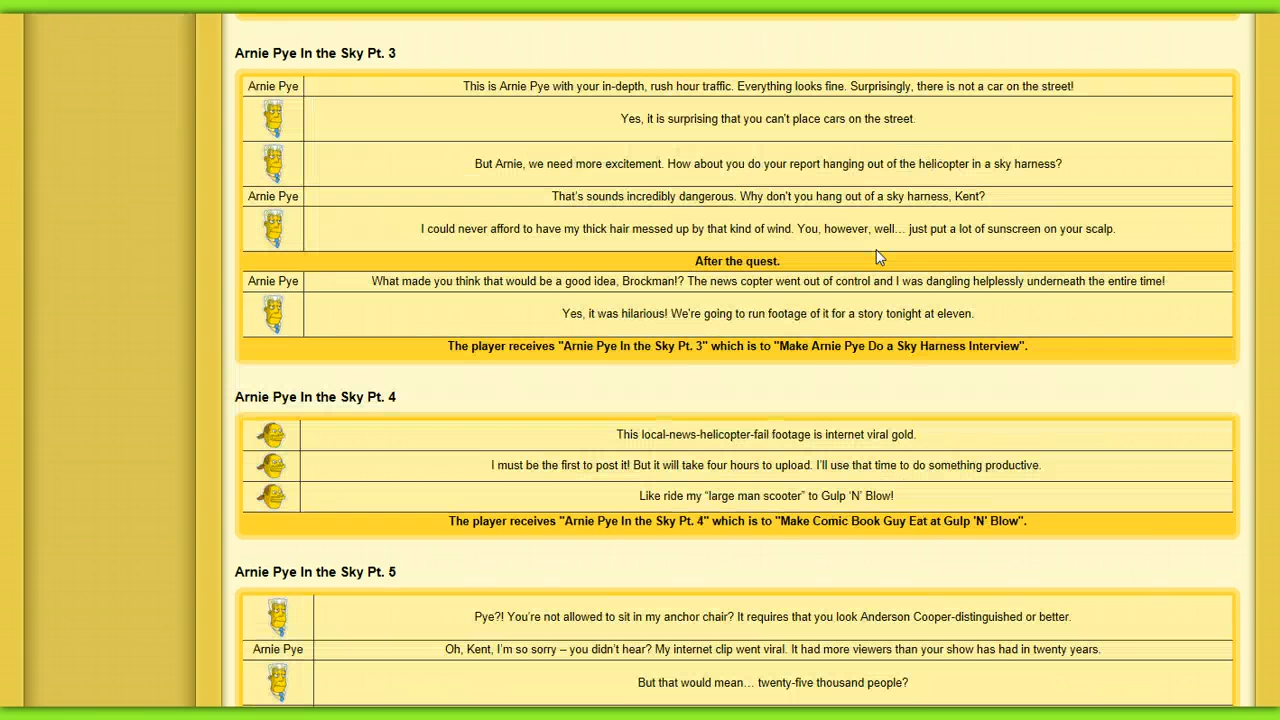 Arnie Pye In the Sky Pt. 3
Arnie Pye This is Arnie Pye with your in-depth, rush hour traffic. Everything looks fine. Surprisingly, there is not a car on the street!
Yes, it is surprising that you can't place cars on the street.
But Arnie, we need more excitement. How about you do your report hanging out of the helicopter in a sky harness?
Arnie Pye That's sounds incredibly dangerous. Why don't you hang out of a sky harness, Kent?
I could never afford to have my thick hair messed up by that kind of wind. You, however, well… just put a lot of sunscreen on your scalp.
After the quest.
Arnie Pye What made you think that would be a good idea, Brockman!? The news copter went out of control and I was dangling helplessly underneath the entire time!
Yes, it was hilarious! We're going to run footage of it for a story tonight at eleven.
The player receives "Arnie Pye In the Sky Pt. 3" which is to "Make Arnie Pye Do a Sky Harness Interview".
Arnie Pye In the Sky Pt. 4
This local-news-helicopter-fail footage is internet viral gold.
I must be the first to post it! But it will take four hours to upload. I'll use that time to do something productive.
Like ride my “large man scooter” to Gulp ‘N’ Blow!
The player receives "Arnie Pye In the Sky Pt. 4" which is to "Make Comic Book Guy Eat at Gulp 'N' Blow".
Arnie Pye In the Sky Pt. 5
Pye?! You're not allowed to sit in my anchor chair? It requires that you look Anderson Cooper-distinguished or better.
Arnie Pye Oh, Kent, I'm so sorry – you didn't hear? My internet clip went viral. It had more viewers than your show has had in twenty years.
But that would mean… twenty-five thousand people?